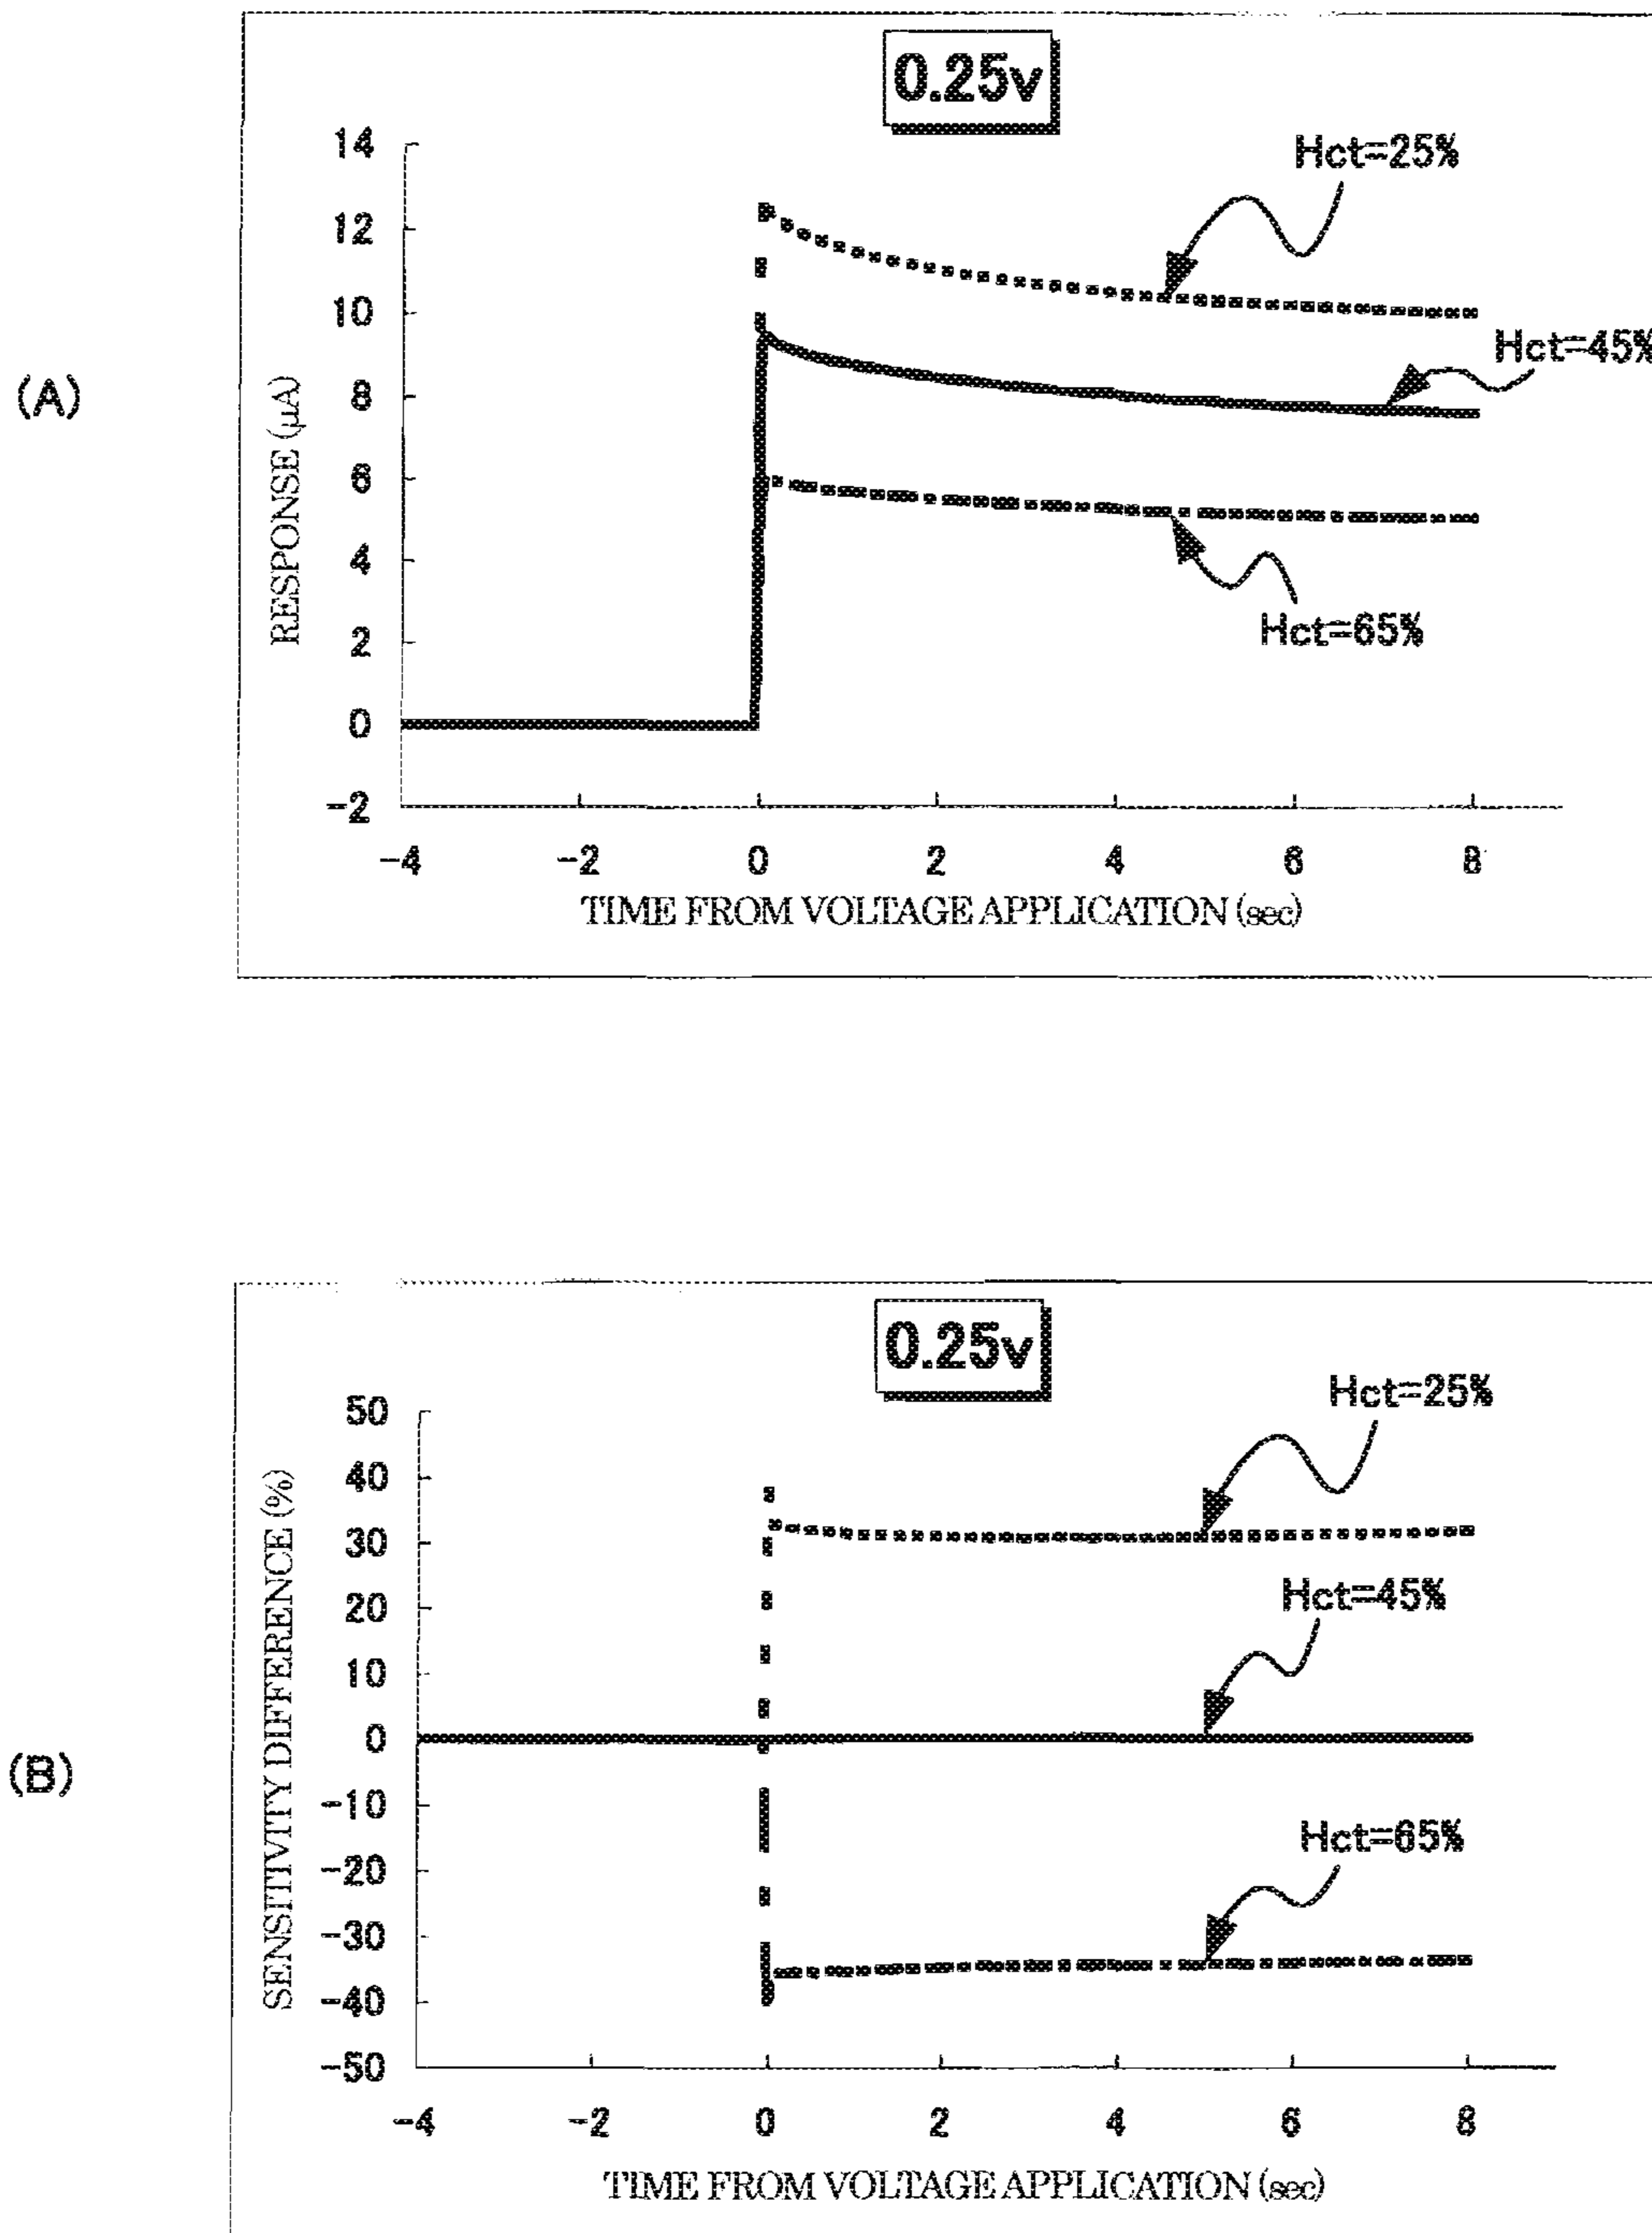 (A)
0.25v
RESPONSE (μA)
14
12
10
8
6
4
2
0
-2
-4 -2 0 2 4 6 8
TIME FROM VOLTAGE APPLICATION (sec)
Hct=25%
Hct=45%
Hct=65%
(B)
0.25v
SENSITIVITY DIFFERENCE (%)
50
40
30
20
10
0
-10
-20
-30
-40
-50
-4 -2 0 2 4 6 8
TIME FROM VOLTAGE APPLICATION (sec)
Hct=25%
Hct=45%
Hct=65%